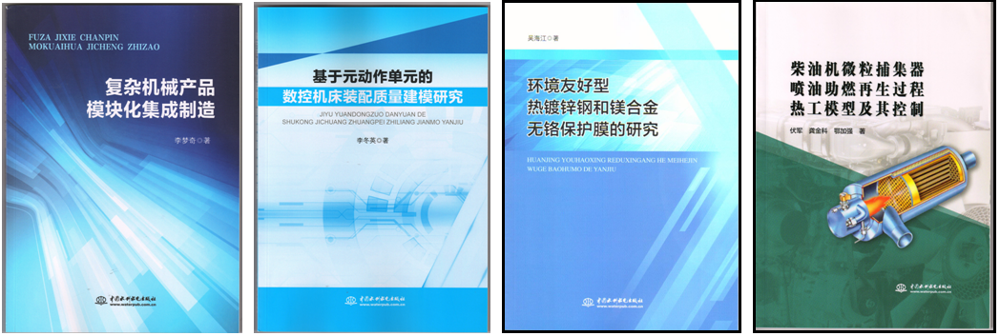 FUZA JIXIE CHANPIN
MOKUAIHUA JICHENG ZHIZAO
复杂机械产品
模块化集成制造
李梦奇◎著
中国水利水电出版社
www.waterpub.com.cn
基于元动作单元的
数控机床装配质量建模研究
JIYU YUANDONGZUO DANYUAN DE
SHUKONG JICHUANG ZHUANGPEI ZHILIANG JIANMO YANJIU
李冬英◎著
中国水利水电出版社
www.waterpub.com.cn
吴海江◎著
环境友好型
热镀锌钢和镁合金
无铬保护膜的研究
HUANJING YOUHAOXING REDUXINGANG HE MEIHEJIN
WUGE BAOHUMO DE YANJIU
中国水利水电出版社
www.waterpub.com.cn
柴油机微粒捕集器
喷油助燃再生过程
热工模型及其控制
伏军 龚金科 鄂加强 著
中国水利水电出版社
www.waterpub.com.cn